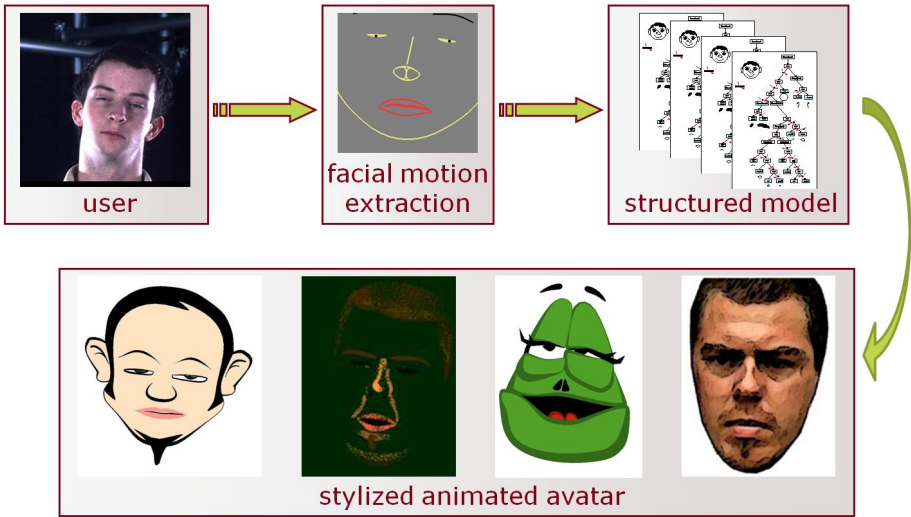 user
facial motion
extraction
structured model
stylized animated avatar